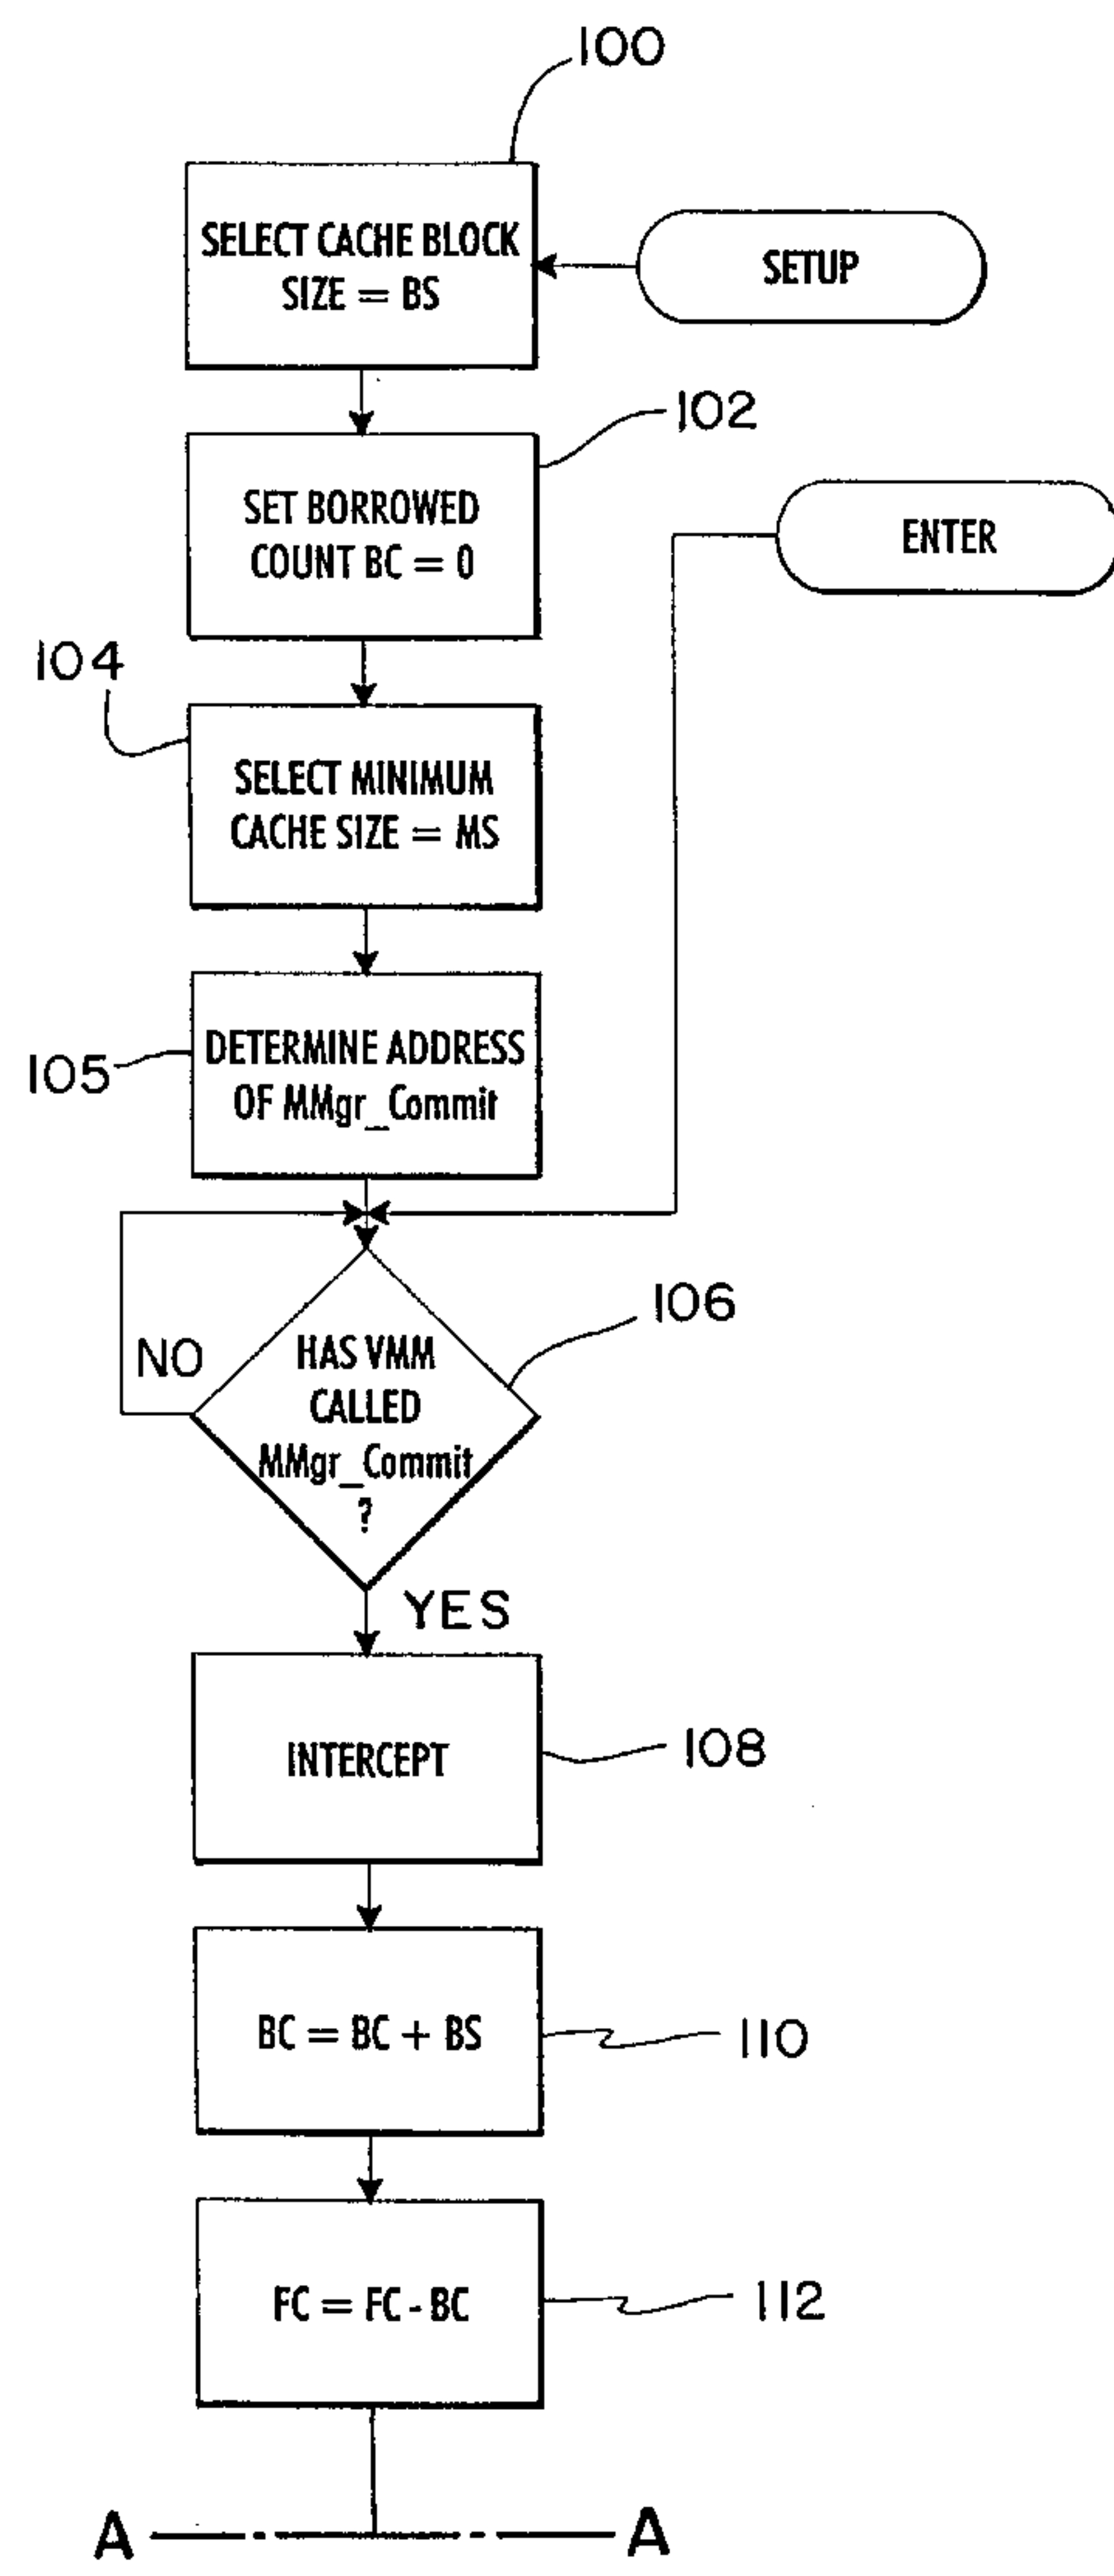 100
SELECT CACHE BLOCK
SIZE = BS
SETUP
102
SET BORROWED
COUNT BC = 0
ENTER
104
SELECT MINIMUM
CACHE SIZE = MS
105
DETERMINE ADDRESS
OF MMgr_Commit
106
NO
HAS VMM
CALLED
MMgr_Commit
?
YES
INTERCEPT
108
BC = BC + BS
110
FC = FC - BC
112
A
A